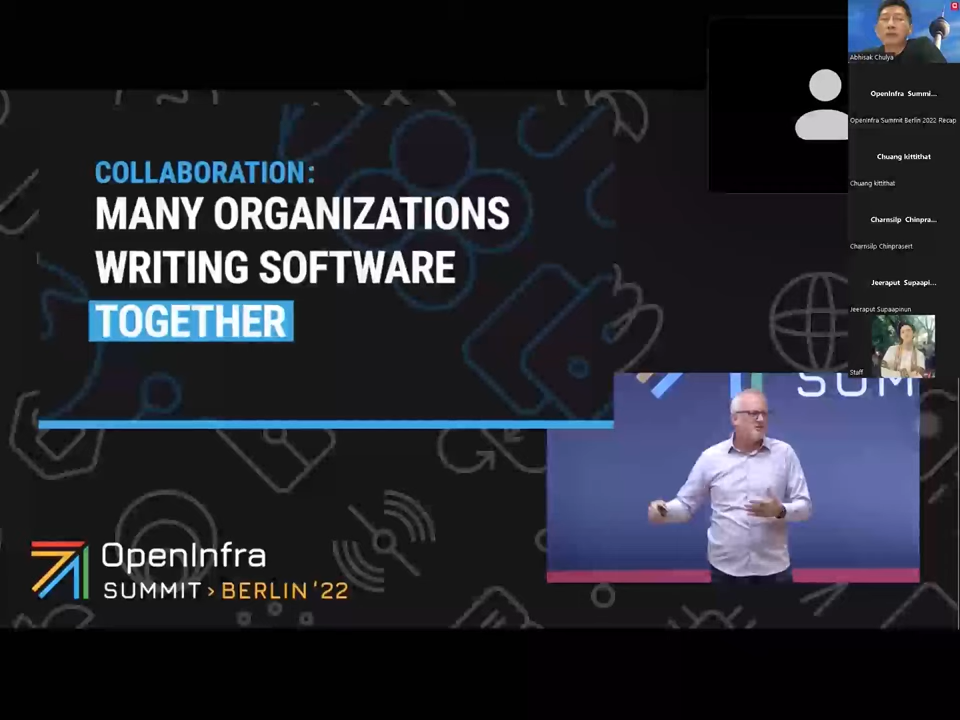 COLLABORATION:
MANY ORGANIZATIONS
WRITING SOFTWARE
TOGETHER
OpenInfra
SUMMIT > BERLIN '22
SUM
Abhisak Chulya
OpenInfra Summi...
OpenInfra Summit Berlin 2022 Recap
Chuang kittithat
Chuang kittithat
Charnsilp Chinpra...
Charnsilp Chinprasert
Jeeraput Supaapi...
Jeeraput Supaapinun
Staff